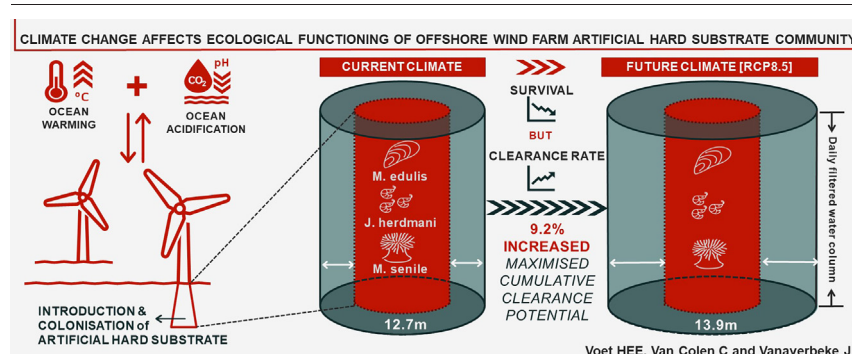 CLIMATE CHANGE AFFECTS ECOLOGICAL FUNCTIONING OF OFFSHORE WIND FARM ARTIFICIAL HARD SUBSTRATE COMMUNITY
°C
OCEAN
WARMING
+
CO2
pH
OCEAN
ACIDIFICATION
INTRODUCTION &
COLONISATION of
ARTIFICIAL HARD SUBSTRATE
CURRENT CLIMATE
M. edulis
J. herdmani
M. senile
12.7m
SURVIVAL
BUT
CLEARANCE RATE
9.2%
INCREASED
MAXIMISED
CUMULATIVE
CLEARANCE
POTENTIAL
FUTURE CLIMATE [RCP8.5]
13.9m
Daily filtered water column
Voet HEE, Van Colen C and Vanaverbeke J